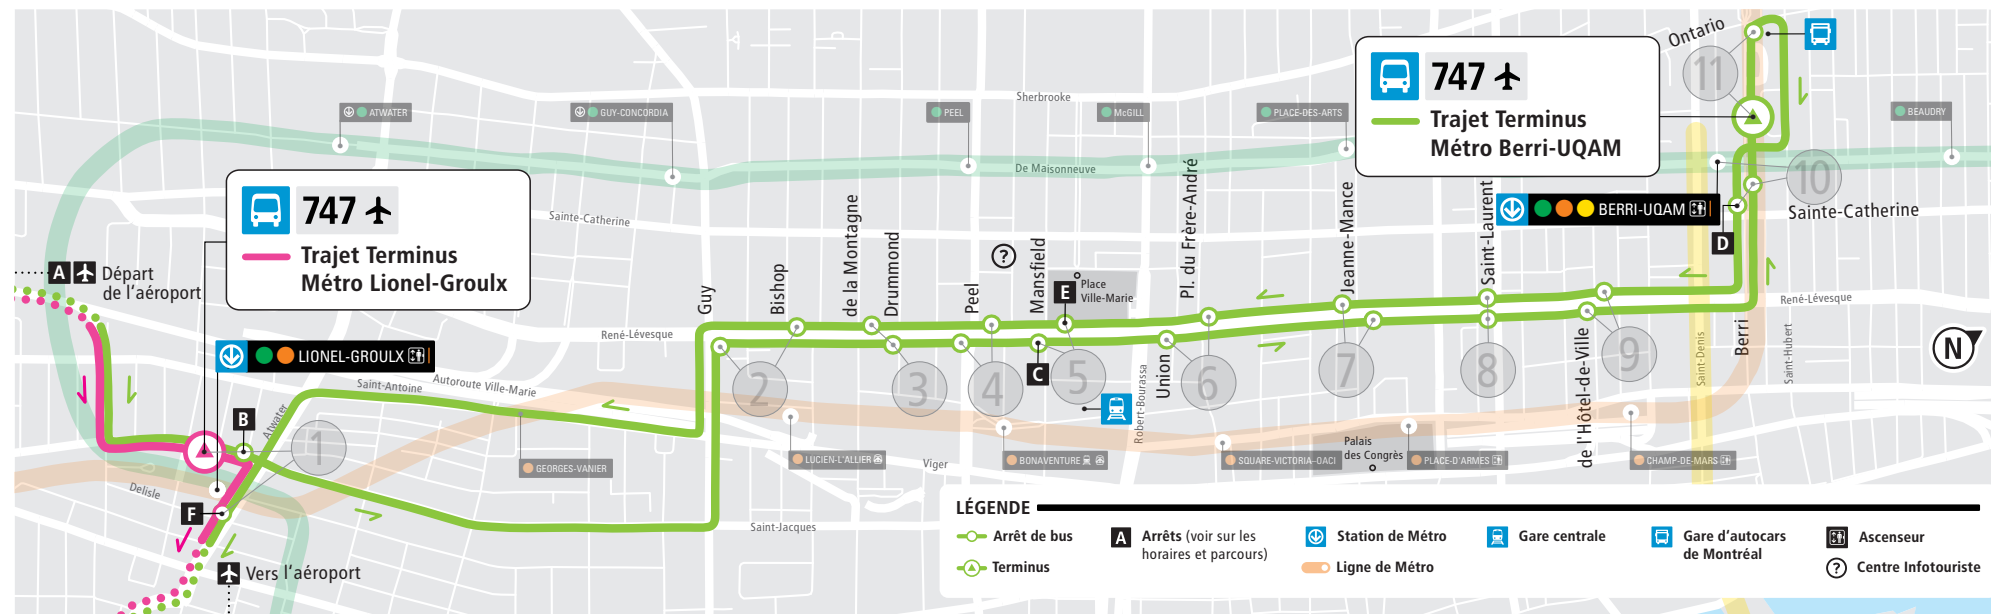 Ontario
11
747
Trajet Terminus
Métro Berri-UQAM
Sherbrooke
ATWATER
GUY-CONCORDIA
PEEL
McGILL
PLACE-DES-ARTS
BEAUDRY
De Maisonneuve
10
747
Trajet Terminus
Métro Lionel-Groulx
Sainte-Catherine
BERRI-UQAM
Sainte-Catherine
D
A
Départ
de l'aéroport
Guy
Bishop
de la Montagne
Drummond
Peel
Mansfield
E
Place
Ville-Marie
Pl. du Frère-André
Jeanne-Mance
Saint-Laurent
René-Lévesque
René-Lévesque
LIONEL-GROULX
Saint-Antoine
Autoroute Ville-Marie
Atwater
B
1
2
3
4
C
5
6
7
8
9
Robert-Bourassa
Union
de l'Hôtel-de-Ville
Saint-Denis
Berri
Saint-Hubert
N
GEORGES-VANIER
LUCIEN-L'ALLIER
Viger
BONAVENTURE
SQUARE-VICTORIA-OACI
Palais
des Congrès
PLACE-D'ARMES
CHAMP-DE-MARS
Delisle
F
Saint-Jacques
Vers l'aéroport
LÉGENDE
Arrêt de bus
Terminus
A
Arrêts (voir sur les
horaires et parcours)
Station de Métro
Ligne de Métro
Gare centrale
Gare d'autocars
de Montréal
Ascenseur
? Centre Infotouriste
?